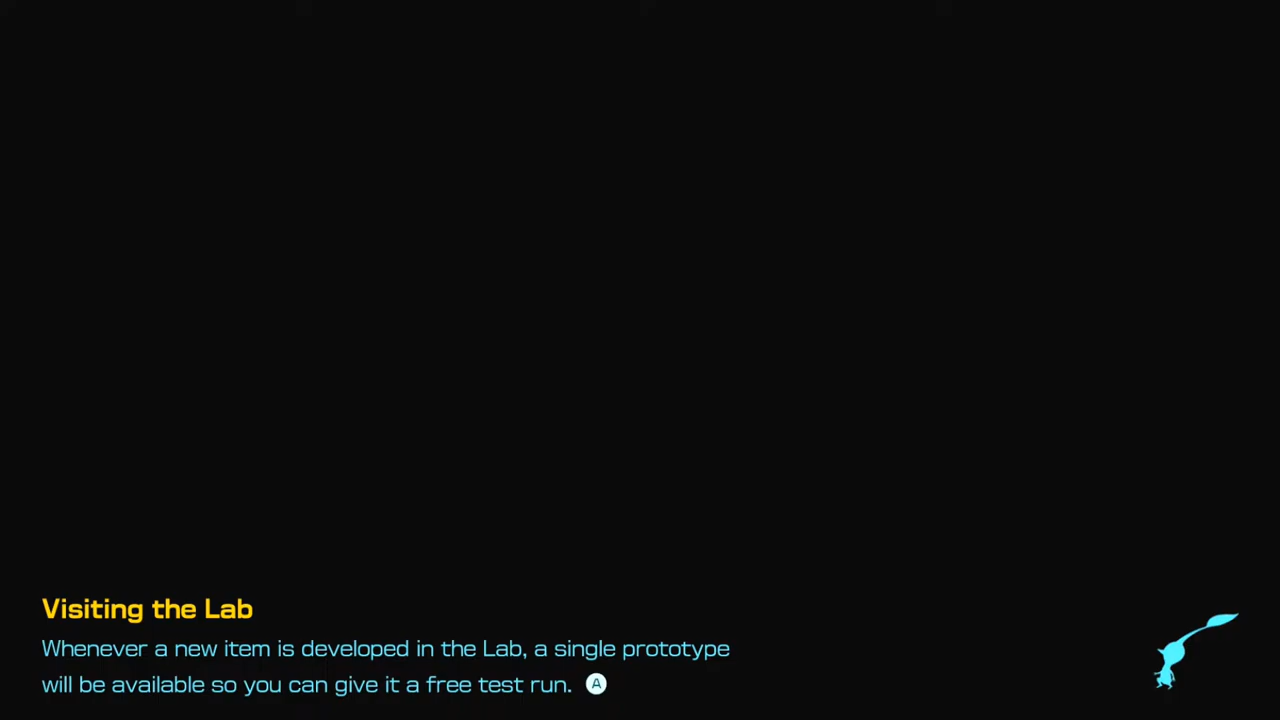 Visiting the Lab
Whenever a new item is developed in the Lab, a single prototype
will be available so you can give it a free test run. A